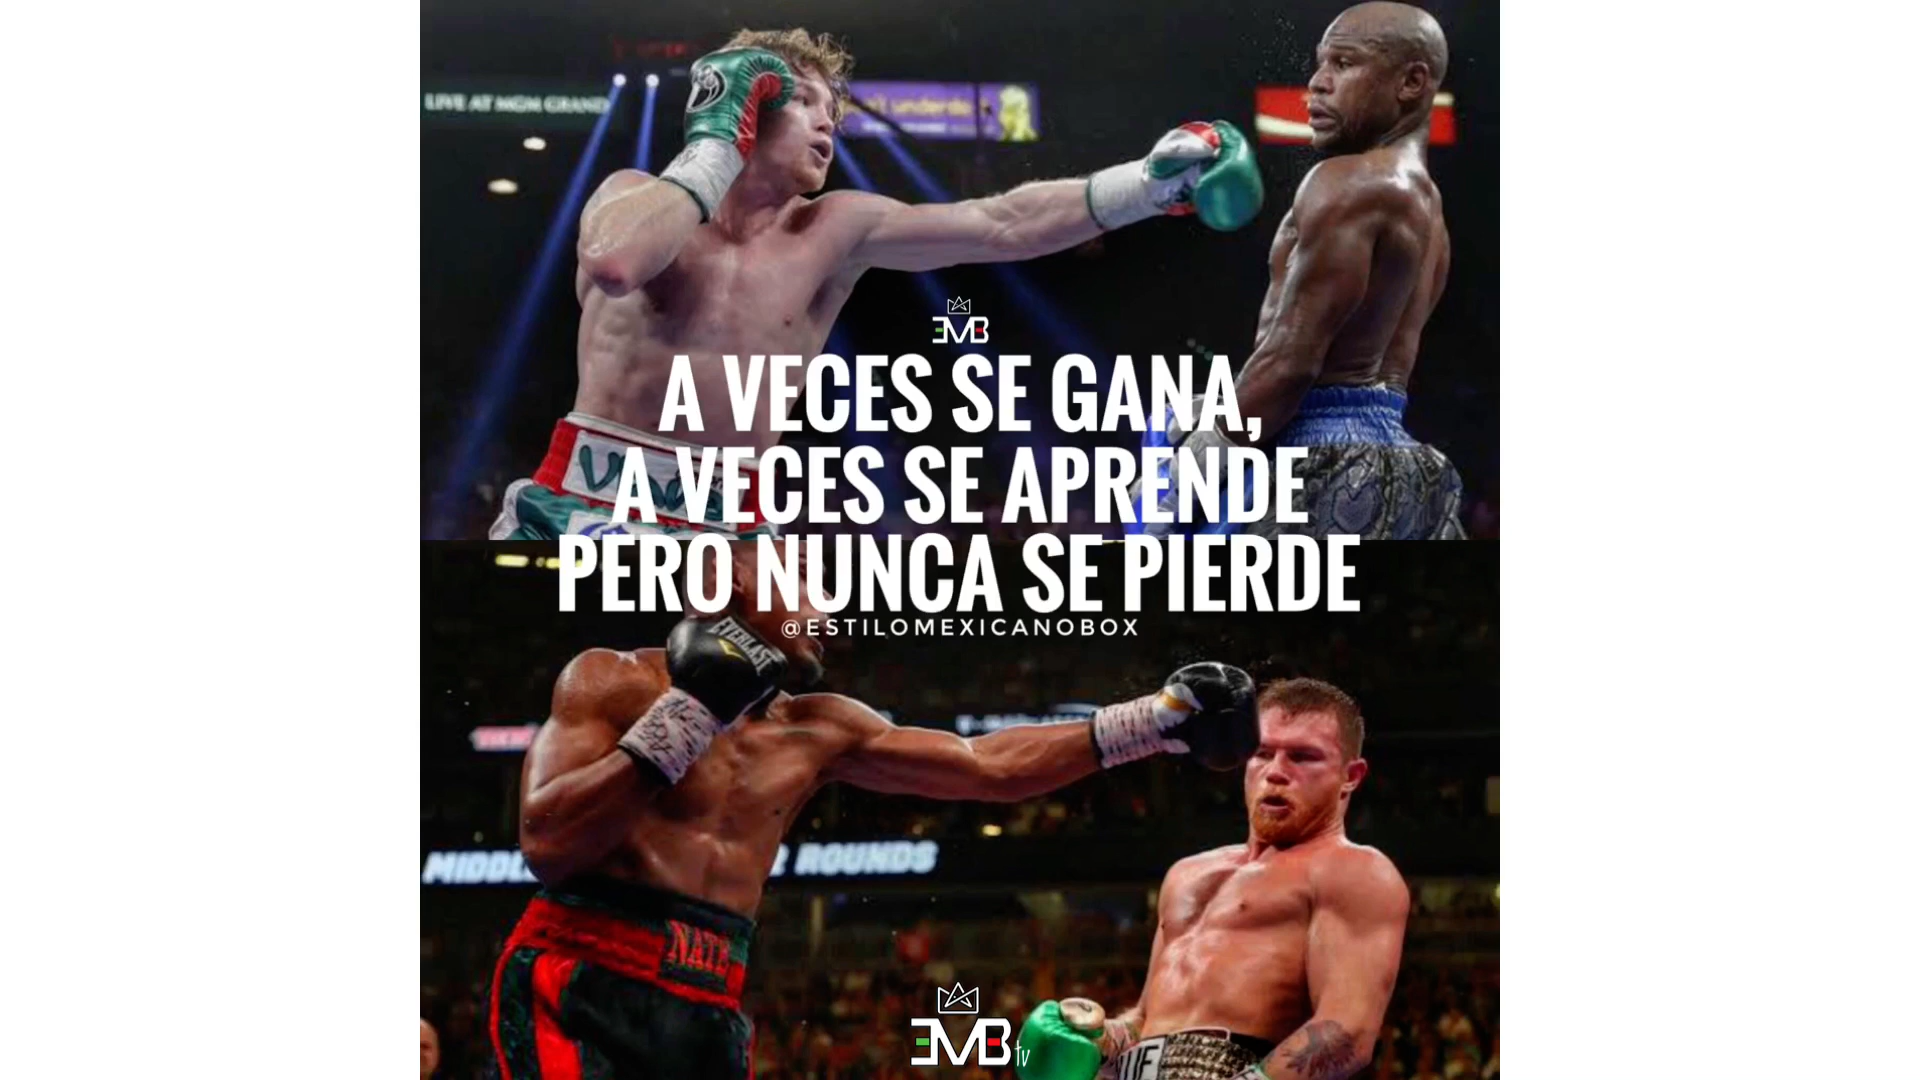 LIVE AT MGM GRAND
EMB
A VECES SE GANA,
A VECES SE APRENDE
PERO NUNCA SE PIERDE
@ESTILOMEXICANOBOX
EVERLAST
ROUNDS
NATE
EMB tv